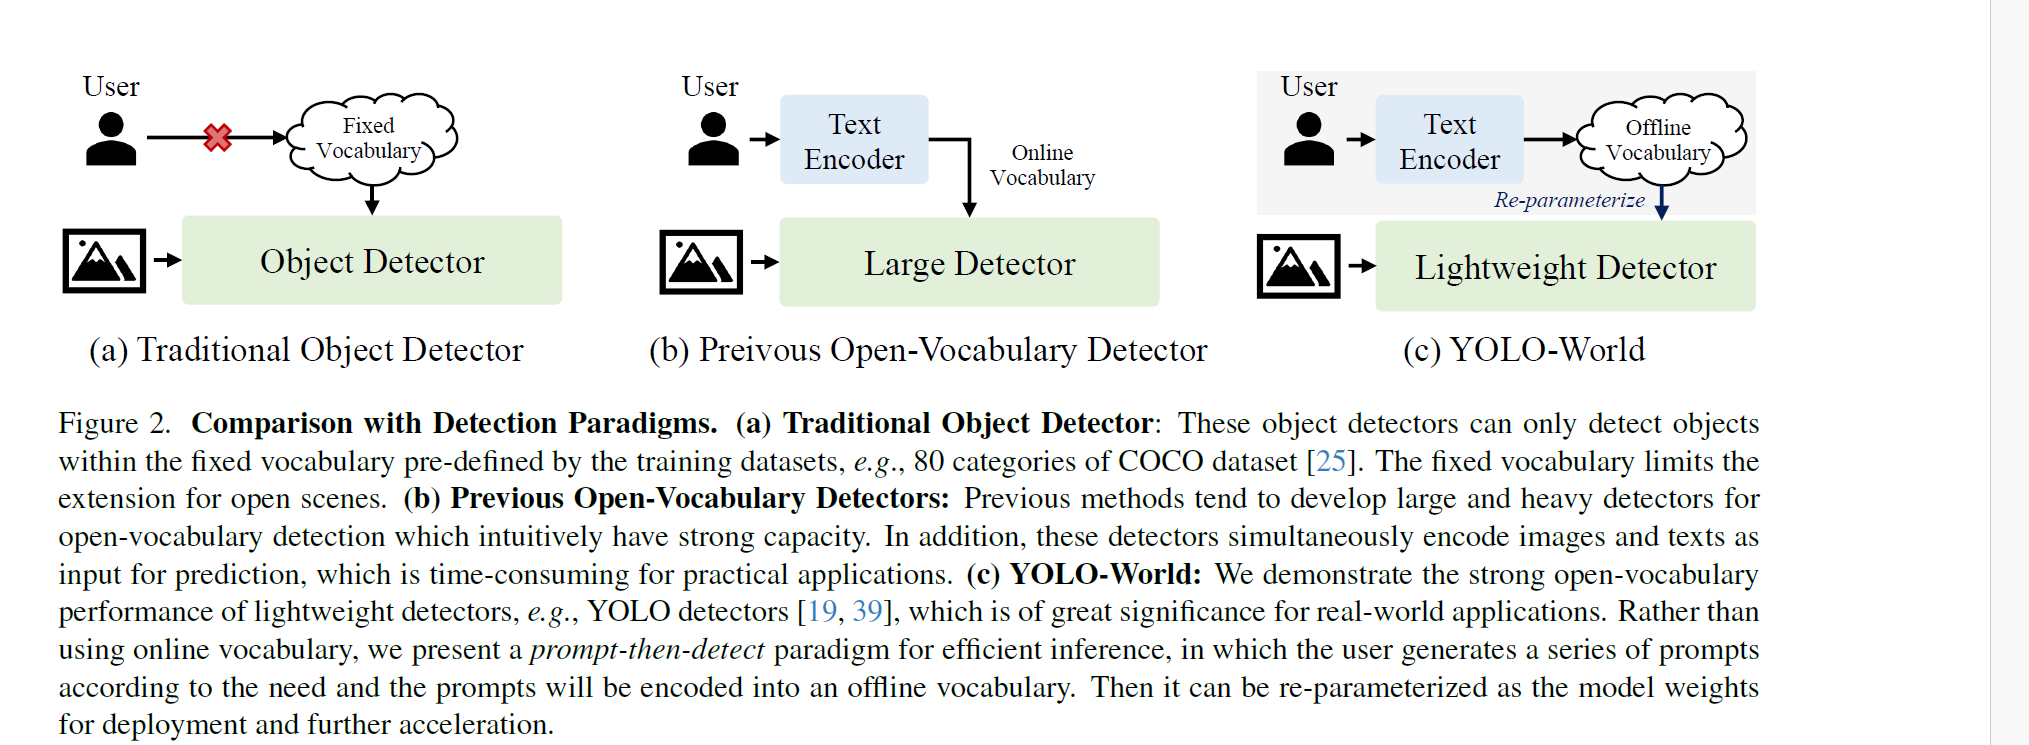 User
Fixed
Vocabulary
Object Detector
(a) Traditional Object Detector
User
Text
Encoder
Online
Vocabulary
Large Detector
(b) Preivous Open-Vocabulary Detector
User
Text
Encoder
Offline
Vocabulary
Re-parameterize
Lightweight Detector
(c) YOLO-World
Figure 2. Comparison with Detection Paradigms. (a) Traditional Object Detector: These object detectors can only detect objects
within the fixed vocabulary pre-defined by the training datasets, e.g., 80 categories of COCO dataset [25]. The fixed vocabulary limits the
extension for open scenes. (b) Previous Open-Vocabulary Detectors: Previous methods tend to develop large and heavy detectors for
open-vocabulary detection which intuitively have strong capacity. In addition, these detectors simultaneously encode images and texts as
input for prediction, which is time-consuming for practical applications. (c) YOLO-World: We demonstrate the strong open-vocabulary
performance of lightweight detectors, e.g., YOLO detectors [19, 39], which is of great significance for real-world applications. Rather than
using online vocabulary, we present a prompt-then-detect paradigm for efficient inference, in which the user generates a series of prompts
according to the need and the prompts will be encoded into an offline vocabulary. Then it can be re-parameterized as the model weights
for deployment and further acceleration.